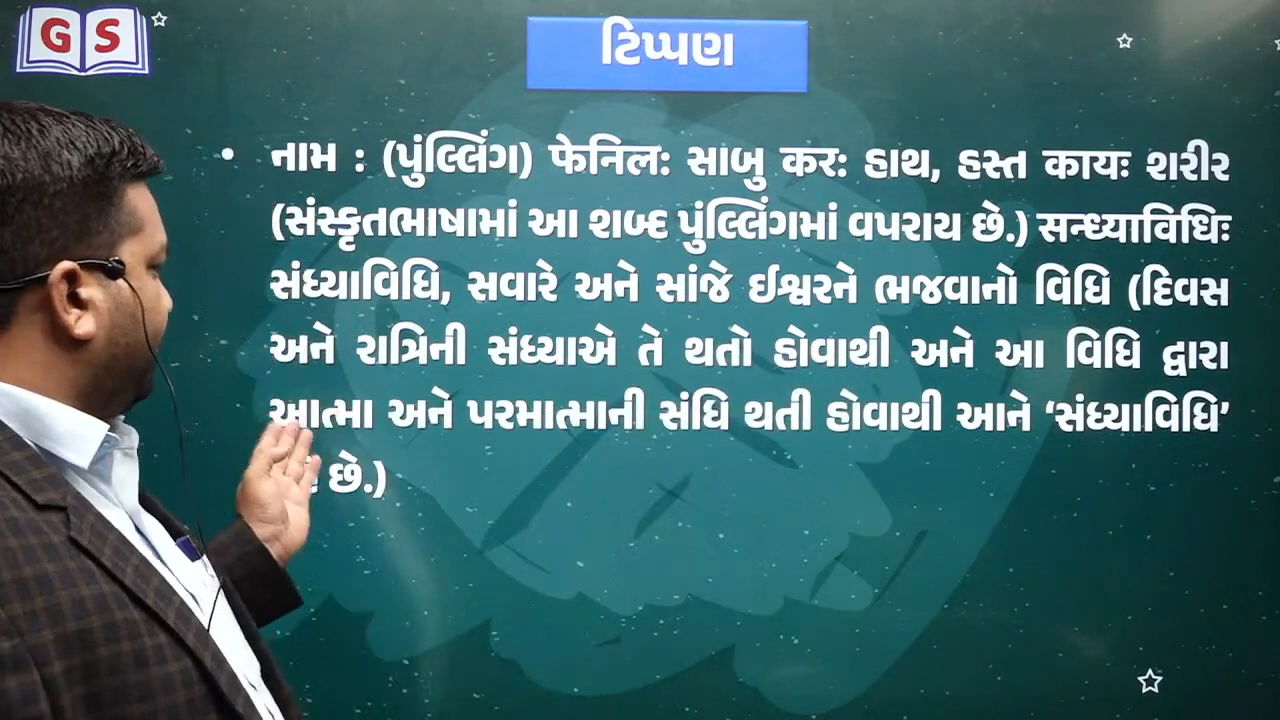 GS
ટિપ્પણ
• નામ : (પુંલ્લિંગ) ફેનિલ: સાબુ કર: હાથ, હસ્ત કાયઃ શરીર
(સંસ્કૃતભાષામાં આ શબ્દ પુંલ્લિંગમાં વપરાય છે.) સન્ધ્યાવિધિઃ
સંધ્યાવિધિ, સવારે અને સાંજે ઈશ્વરને ભજવાનો વિધિ (દિવસ
અને રાત્રિની સંધ્યાએ તે થતો હોવાથી અને આ વિધિ દ્વારા
આત્મા અને પરમાત્માની સંધિ થતી હોવાથી આને ‘સંધ્યાવિધિ’
છે.)